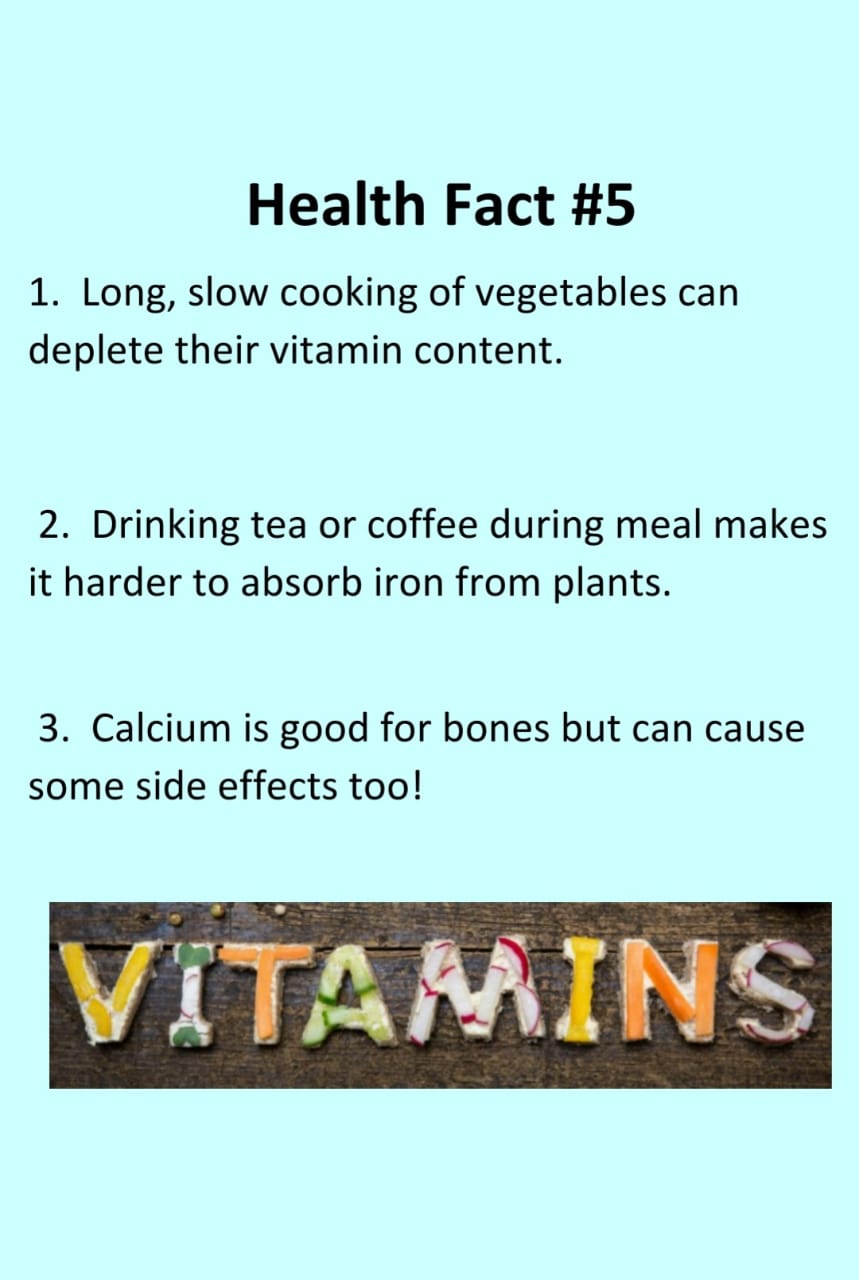 Health Fact #5
1. Long, slow cooking of vegetables can
deplete their vitamin content.
2. Drinking tea or coffee during meal makes
it harder to absorb iron from plants.
3. Calcium is good for bones but can cause
some side effects too!
VITAMINS